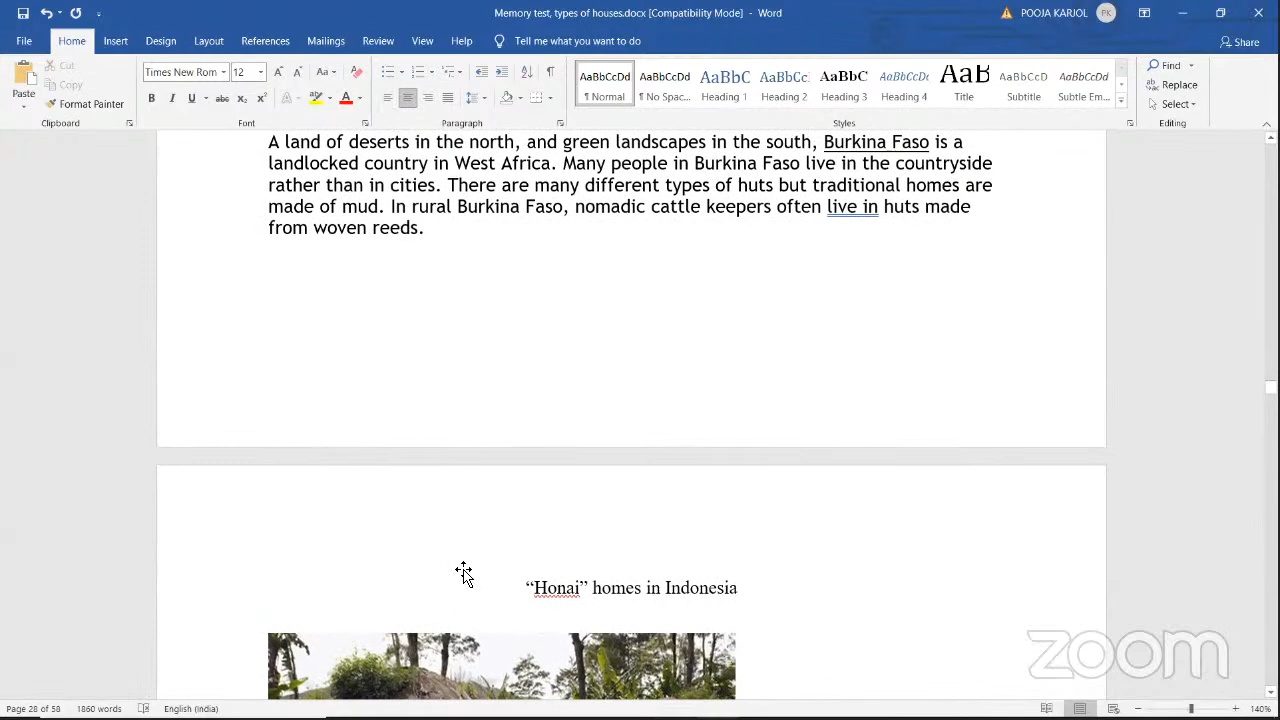 Memory test, types of houses.docx [Compatibility Mode] - Word
POOJA KARJOL PK
File Home Insert Design Layout References Mailings Review View Help Tell me what you want to do Share
Paste
Cut
Copy
Format Painter
Clipboard
Times New Rom 12
Font
Paragraph
AaBbCcDd AaBbCcDd AaBbC AaBbCc AaBbC AaBbCcDc AaB AaBbCcD AaBbCcDd
¶ Normal ¶ No Spac... Heading 1 Heading 2 Heading 3 Heading 4 Title Subtitle Subtle Em...
Styles
Find
Replace
Select
Editing
A land of deserts in the north, and green landscapes in the south, Burkina Faso is a
landlocked country in West Africa. Many people in Burkina Faso live in the countryside
rather than in cities. There are many different types of huts but traditional homes are
made of mud. In rural Burkina Faso, nomadic cattle keepers often live in huts made
from woven reeds.
“Honai” homes in Indonesia
zoom
Page 28 of 58 1860 words English (India) 140%